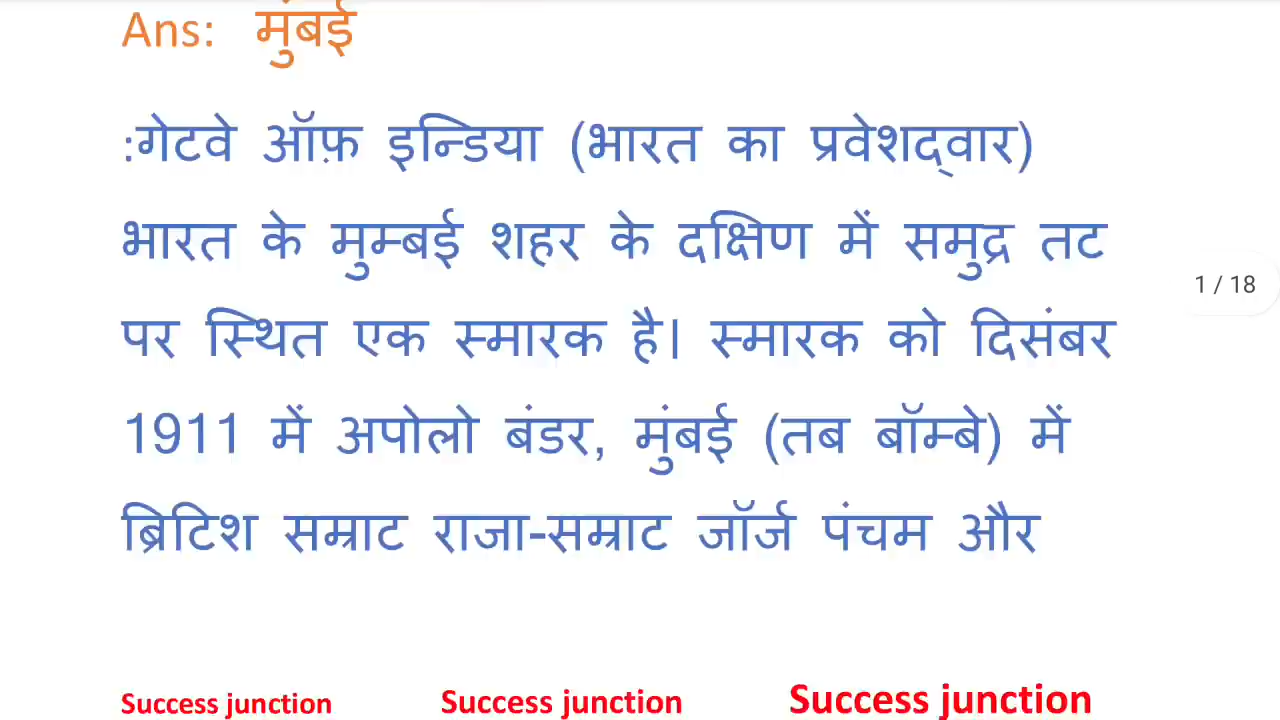 Ans: मुंबई
:गेटवे ऑफ़ इन्डिया (भारत का प्रवेशद्वार)
भारत के मुम्बई शहर के दक्षिण में समुद्र तट
1 / 18
पर स्थित एक स्मारक है। स्मारक को दिसंबर
1911 में अपोलो बंडर, मुंबई (तब बॉम्बे) में
ब्रिटिश सम्राट राजा-सम्राट जॉर्ज पंचम और
Success junction Success junction Success junction